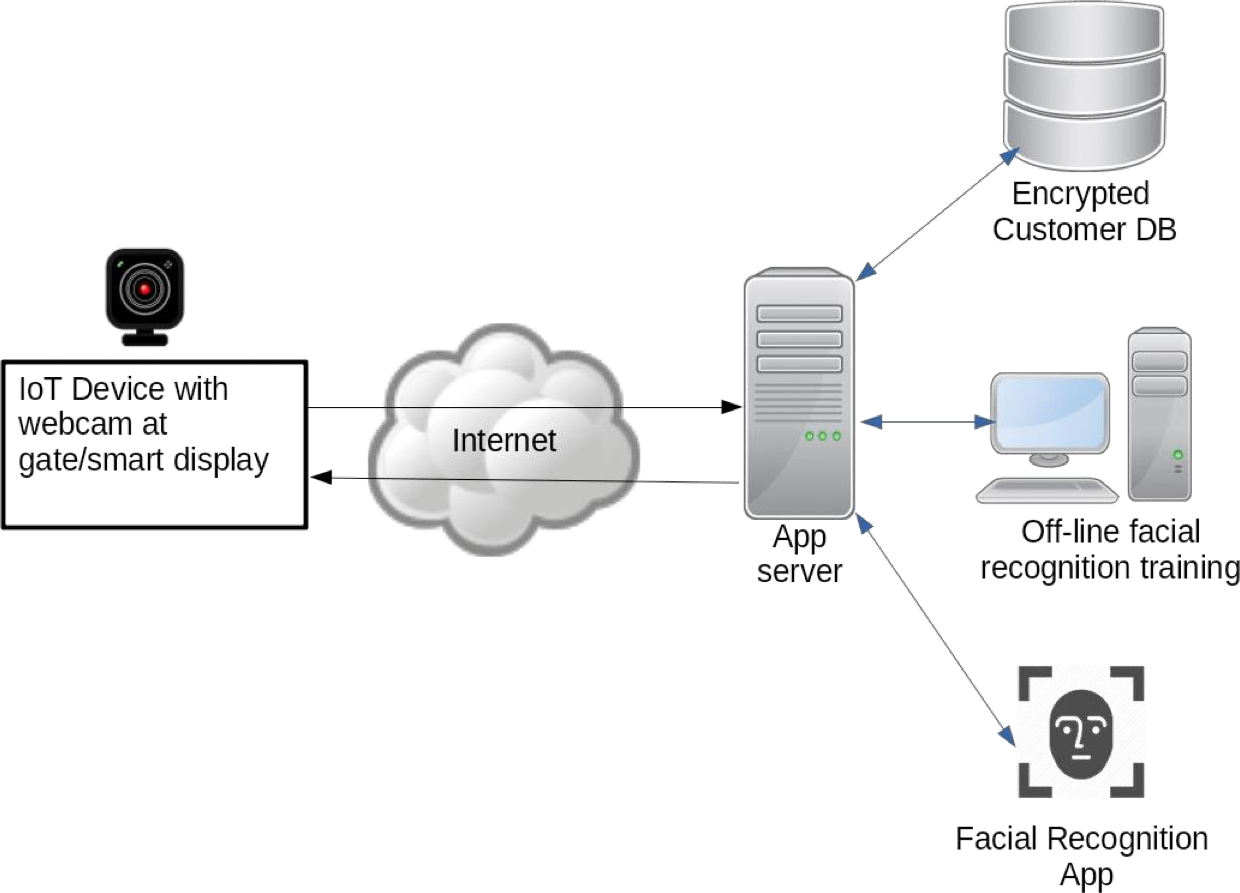 Encrypted
Customer DB
IoT Device with
webcam at
gate/smart display
Internet
App
server
Off-line facial
recognition training
Facial Recognition
App